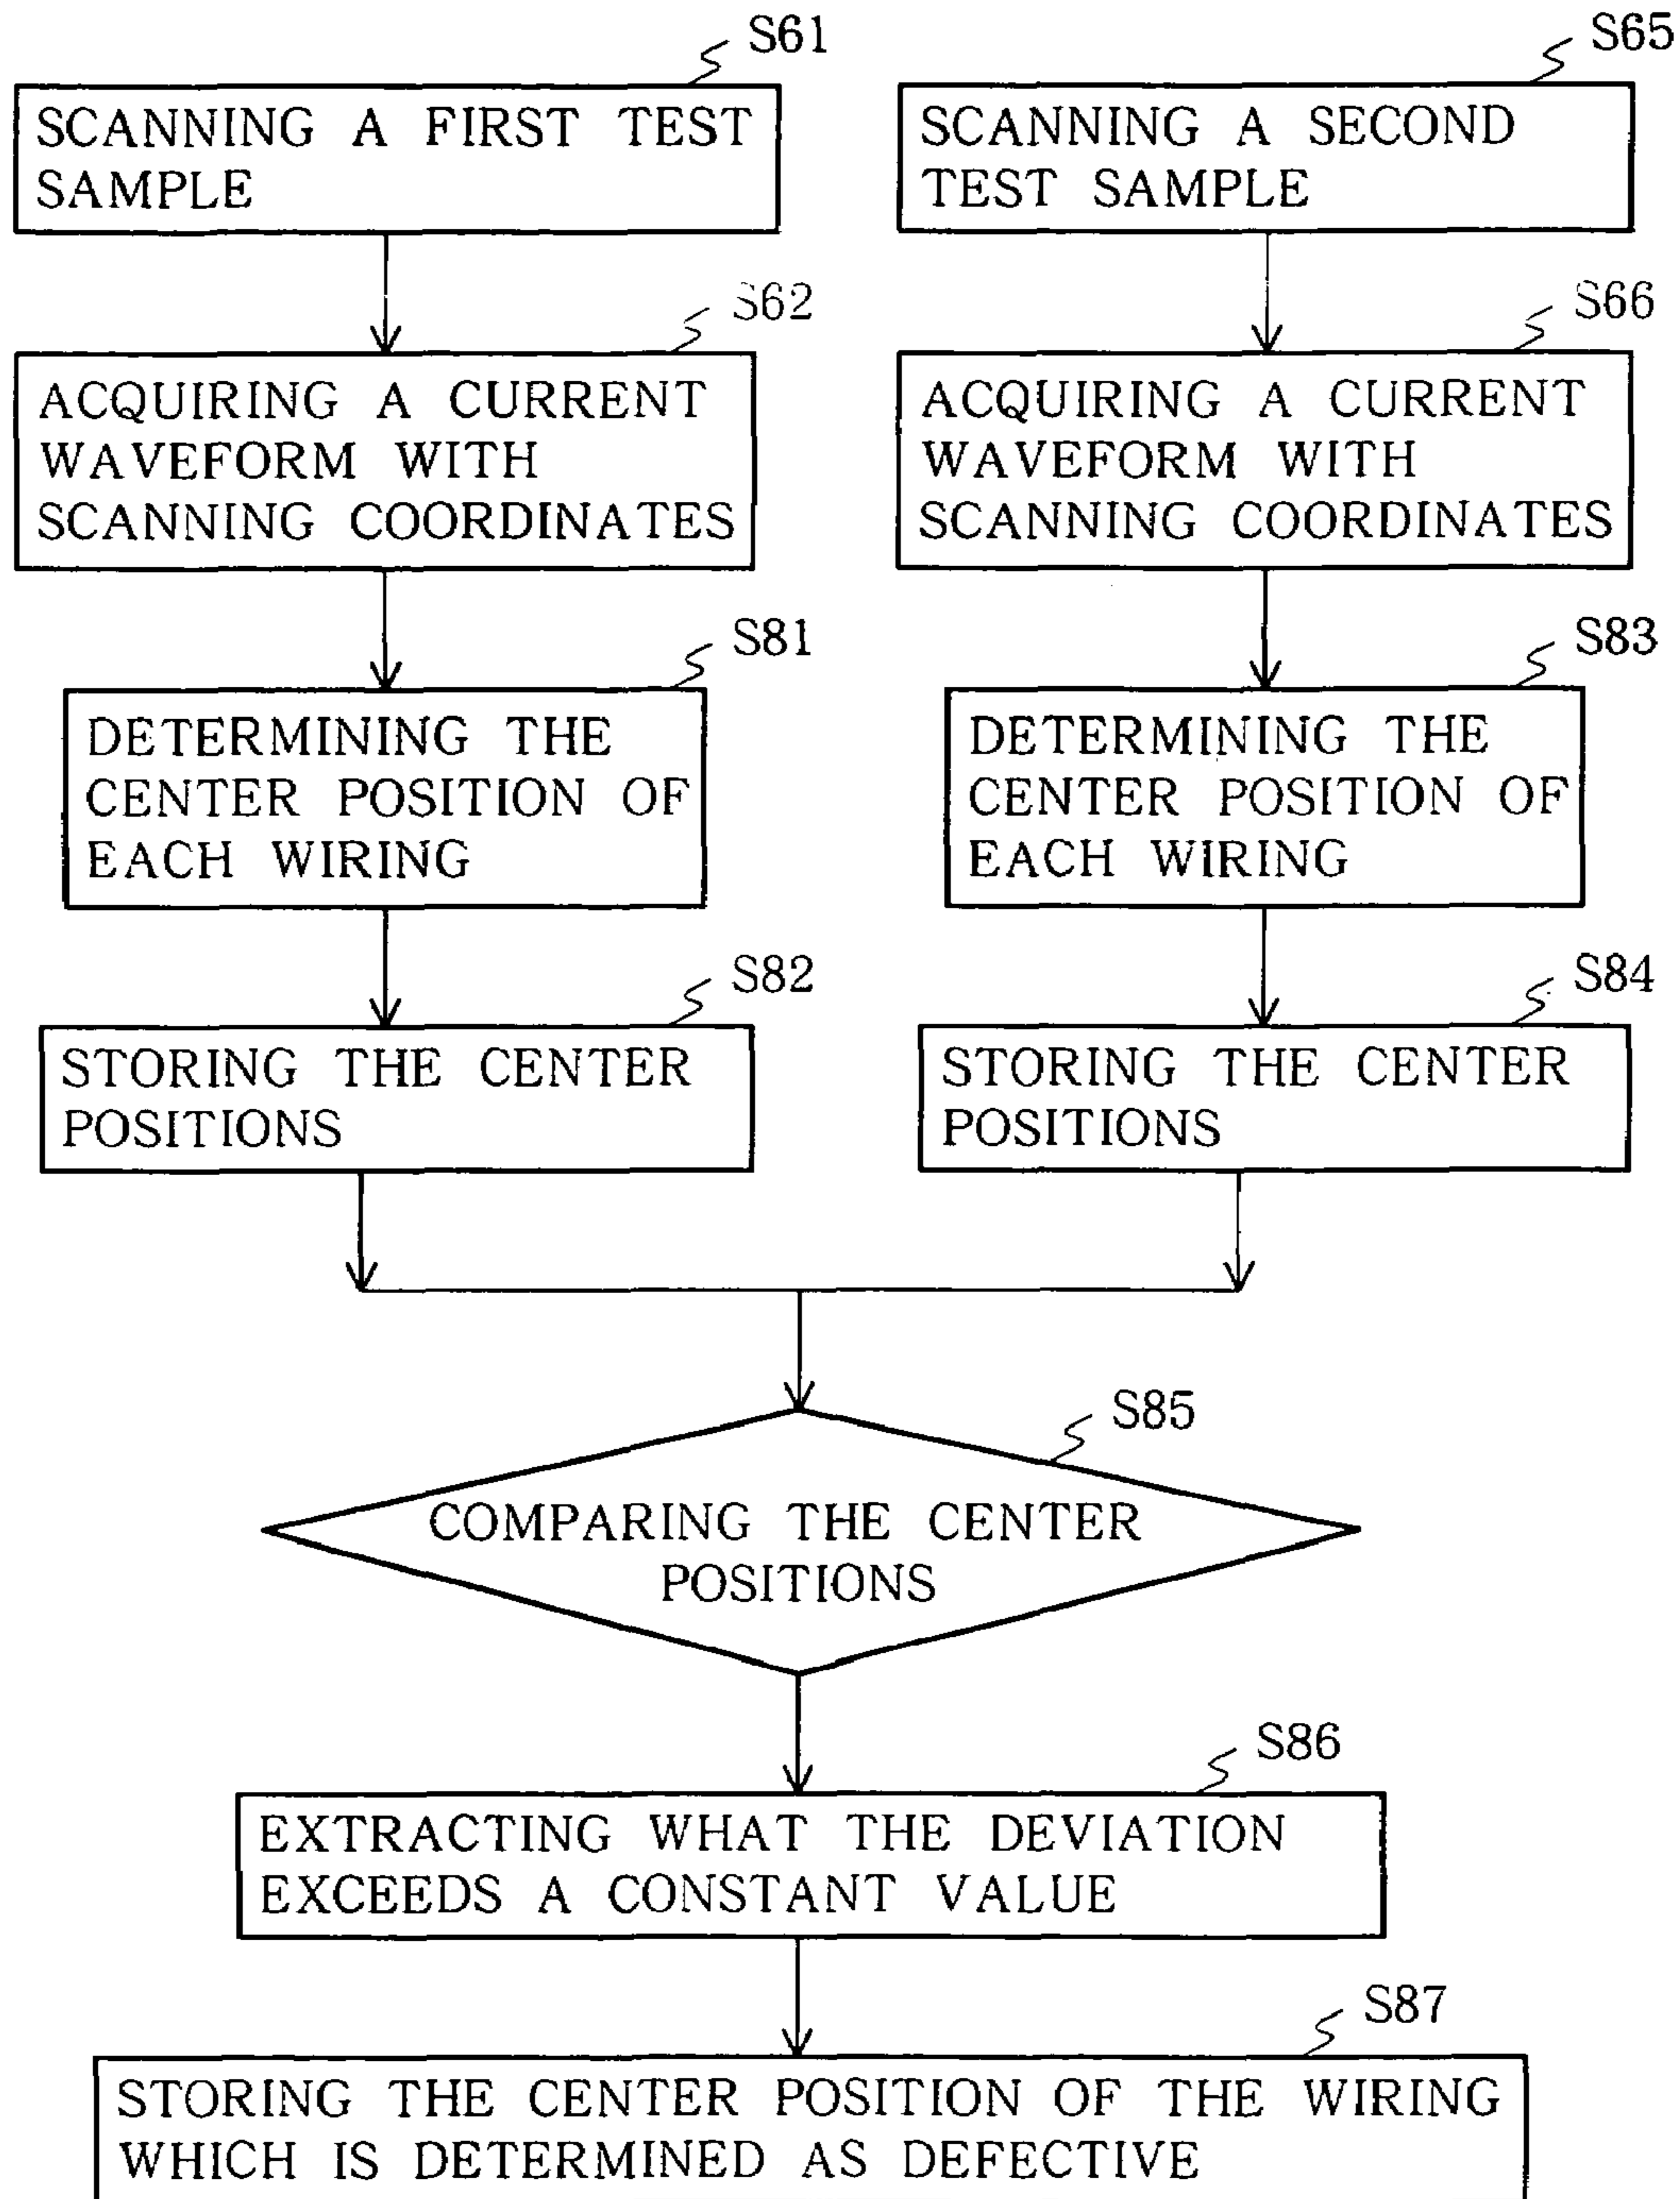 S61
SCANNING A FIRST TEST
SAMPLE
S65
SCANNING A SECOND
TEST SAMPLE
S62
ACQUIRING A CURRENT
WAVEFORM WITH
SCANNING COORDINATES
S66
ACQUIRING A CURRENT
WAVEFORM WITH
SCANNING COORDINATES
S81
DETERMINING THE
CENTER POSITION OF
EACH WIRING
S83
DETERMINING THE
CENTER POSITION OF
EACH WIRING
S82
STORING THE CENTER
POSITIONS
S84
STORING THE CENTER
POSITIONS
S85
COMPARING THE CENTER
POSITIONS
S86
EXTRACTING WHAT THE DEVIATION
EXCEEDS A CONSTANT VALUE
S87
STORING THE CENTER POSITION OF THE WIRING
WHICH IS DETERMINED AS DEFECTIVE